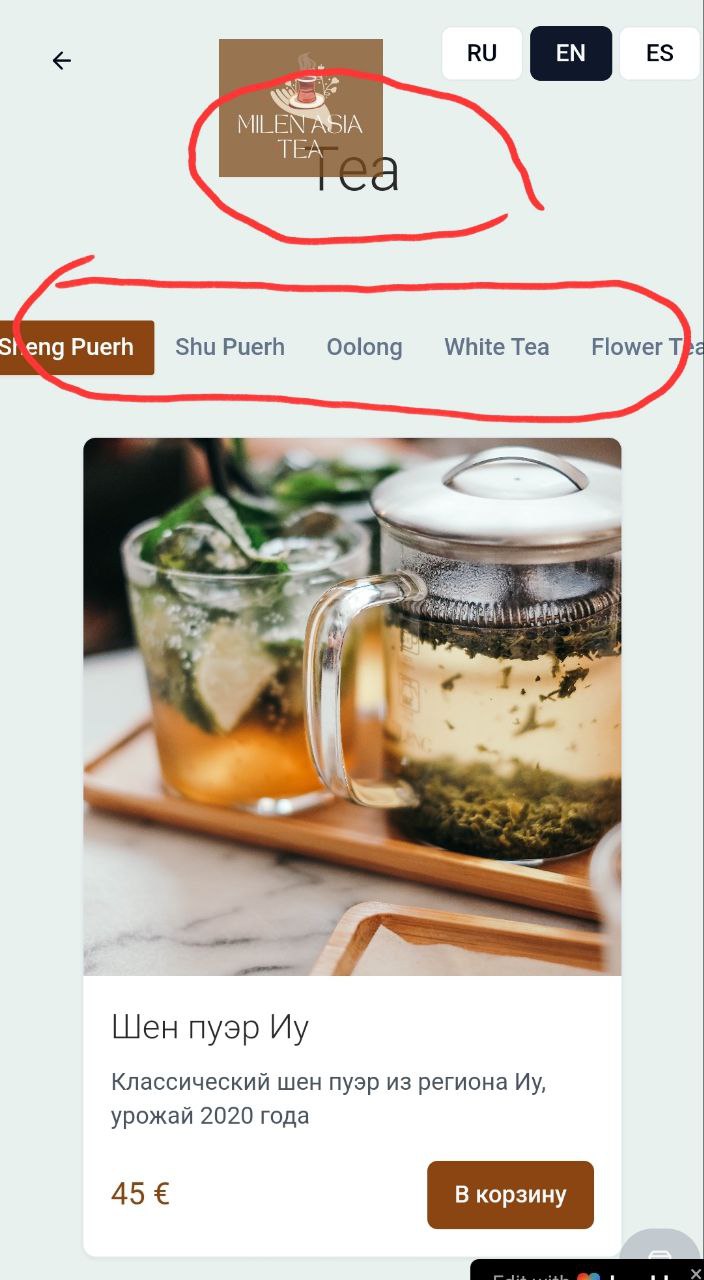 RU EN ES
MILEN ASIA
TEA
Tea
Sheng Puerh Shu Puerh Oolong White Tea Flower Tea
Шен пуэр Иу
Классический шен пуэр из региона Иу,
урожай 2020 года
45 € В корзину
Edit with